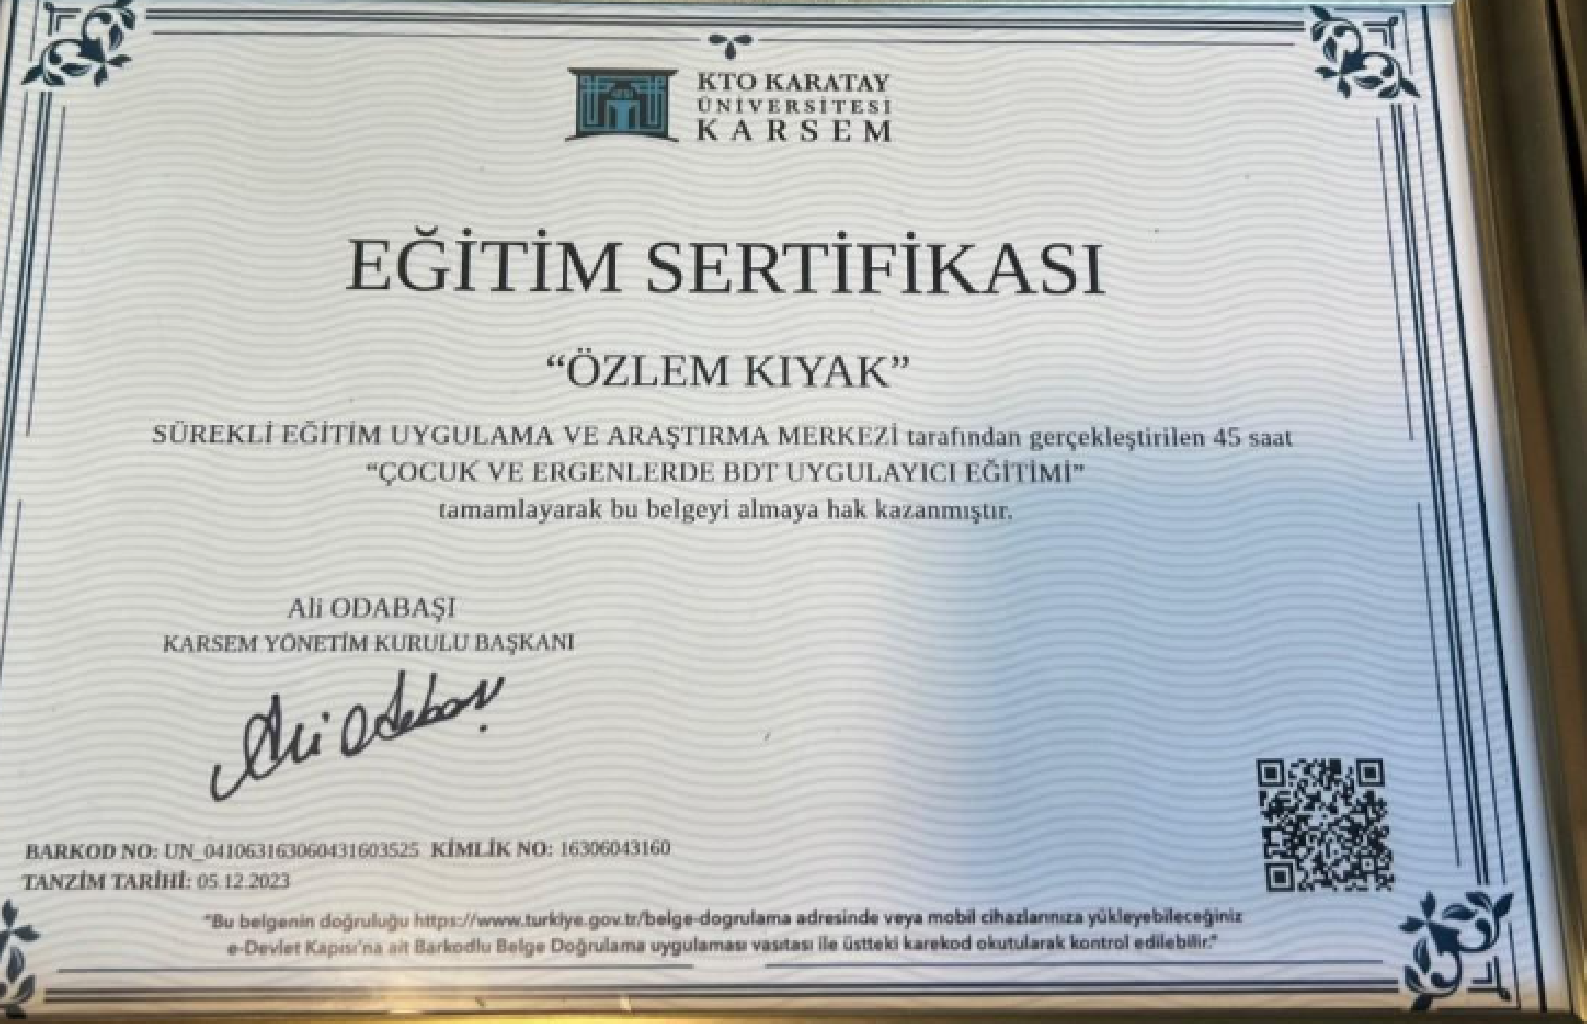 KTO KARATAY
ÜNİVERSİTESİ
KARSEM
EĞİTİM SERTİFİKASI
“ÖZLEM KIYAK”
SÜREKLİ EĞİTİM UYGULAMA VE ARAŞTIRMA MERKEZİ tarafından gerçekleştirilen 45 saat
“ÇOCUK VE ERGENLERDE BDT UYGULAYICI EĞİTİMİ”
tamamlayarak bu belgeyi almaya hak kazanmıştır.
Ali ODABAŞI
KARSEM YÖNETİM KURULU BAŞKANI
Ali Odabaşı
BARKOD NO: UN_0410631630604316035​25 KİMLİK NO: 16306043160
TANZİM TARİHİ: 05.12.2023
“Bu belgenin doğruluğu https://www.turkiye.gov.tr/belge-dogrulama adresinde veya mobil cihazlarınıza yükleyebileceğiniz
e-Devlet Kapısı’na ait Barkodlu Belge Doğrulama uygulaması vasıtası ile üstteki karekod okutularak kontrol edilebilir.”